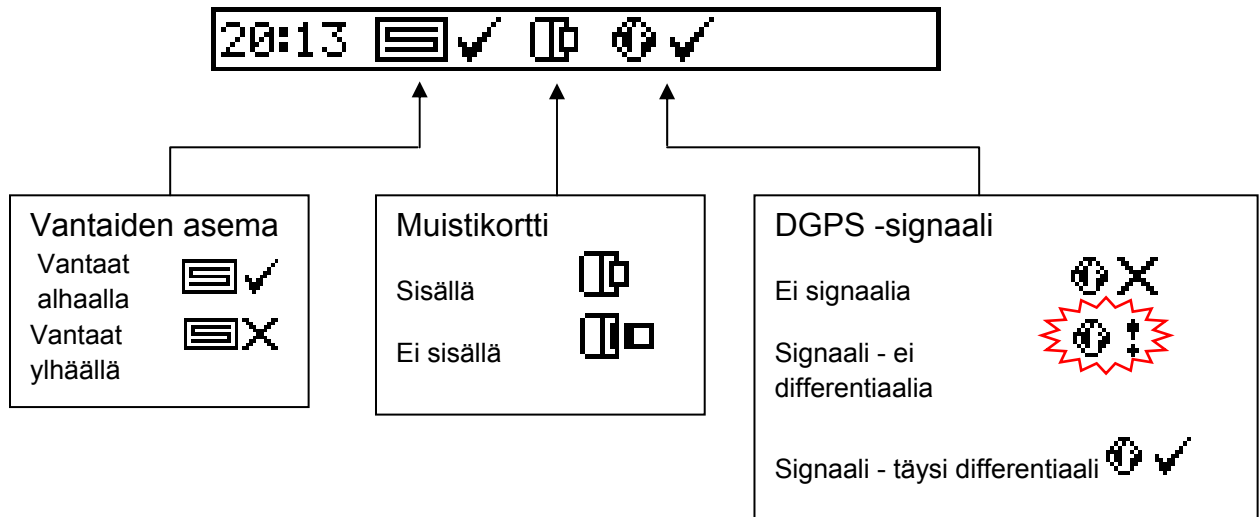 20:13
Vantaiden asema
Vantaat
alhaalla
Vantaat
ylhäällä
Muistikortti
Sisällä
Ei sisällä
DGPS -signaali
Ei signaalia
Signaali - ei
differentiaalia
Signaali - täysi differentiaali